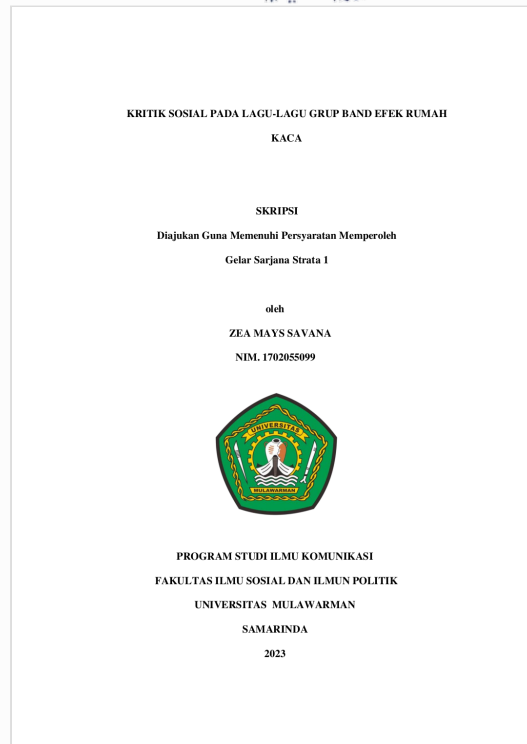 KRITIK SOSIAL PADA LAGU-LAGU GRUP BAND EFEK RUMAH
KACA
SKRIPSI
Diajukan Guna Memenuhi Persyaratan Memperoleh
Gelar Sarjana Strata 1
oleh
ZEA MAYS SAVANA
NIM. 1702055099
UNIVERSITAS
MULAWARMAN
PROGRAM STUDI ILMU KOMUNIKASI
FAKULTAS ILMU SOSIAL DAN ILMUN POLITIK
UNIVERSITAS MULAWARMAN
SAMARINDA
2023